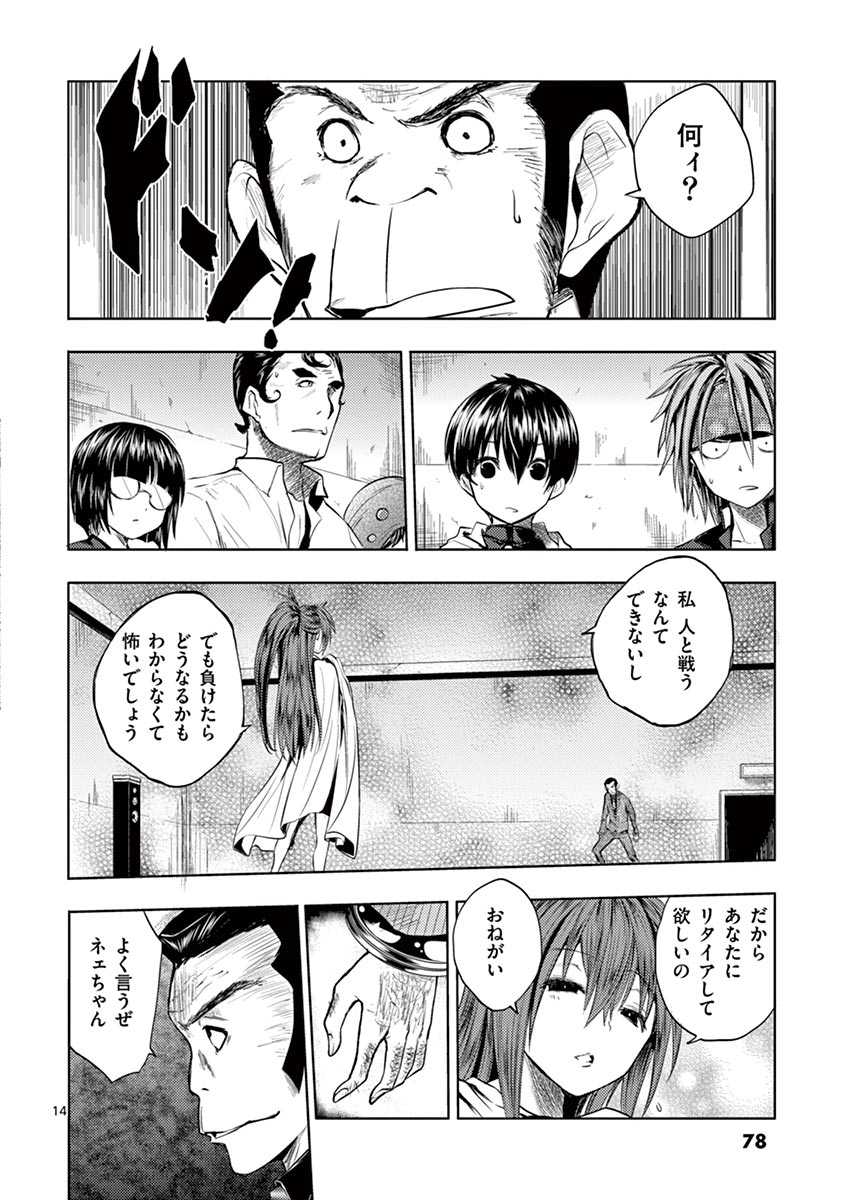 何ィ?
ドン!
私 人と戦う
なんて
できないし
でも負けたら
どうなるかも
わからなくて
怖いでしょう
だから
あなたに
リタイアして
欲しいの
おねがい
よく言うぜ
ネェちゃん
14
78